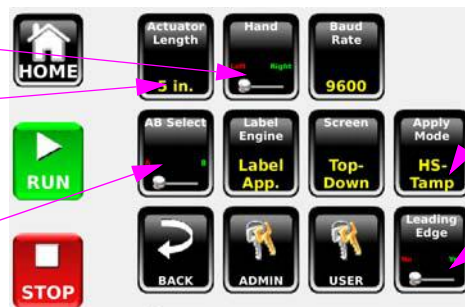 HOME
Actuator
Length
5 in.
Hand
Left Right
Baud
Rate
9600
RUN
AB Select
A B
Label
Engine
Label
App.
Screen
Top-
Down
Apply
Mode
HS-
Tamp
STOP
BACK
ADMIN
USER
Leading
Edge
No Yes